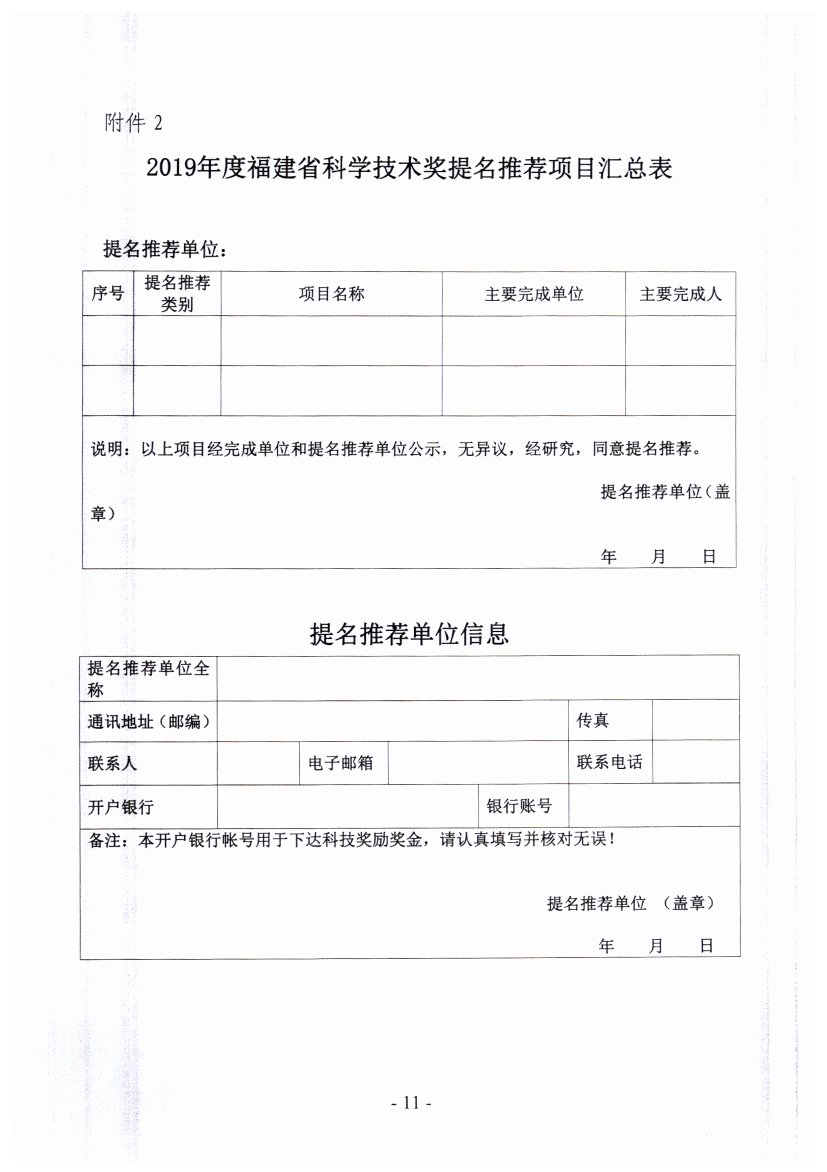 附件 2
2019年度福建省科学技术奖提名推荐项目汇总表
提名推荐单位：
序号 提名推荐类别 项目名称 主要完成单位 主要完成人
说明：以上项目经完成单位和提名推荐单位公示，无异议，经研究，同意提名推荐。
提名推荐单位（盖
章）
年 月 日
提名推荐单位信息
提名推荐单位全
称
通讯地址（邮编） 传真
联系人 电子邮箱 联系电话
开户银行 银行账号
备注：本开户银行帐号用于下达科技奖励奖金，请认真填写并核对无误！
提名推荐单位 （盖章）
年 月 日
- 11 -